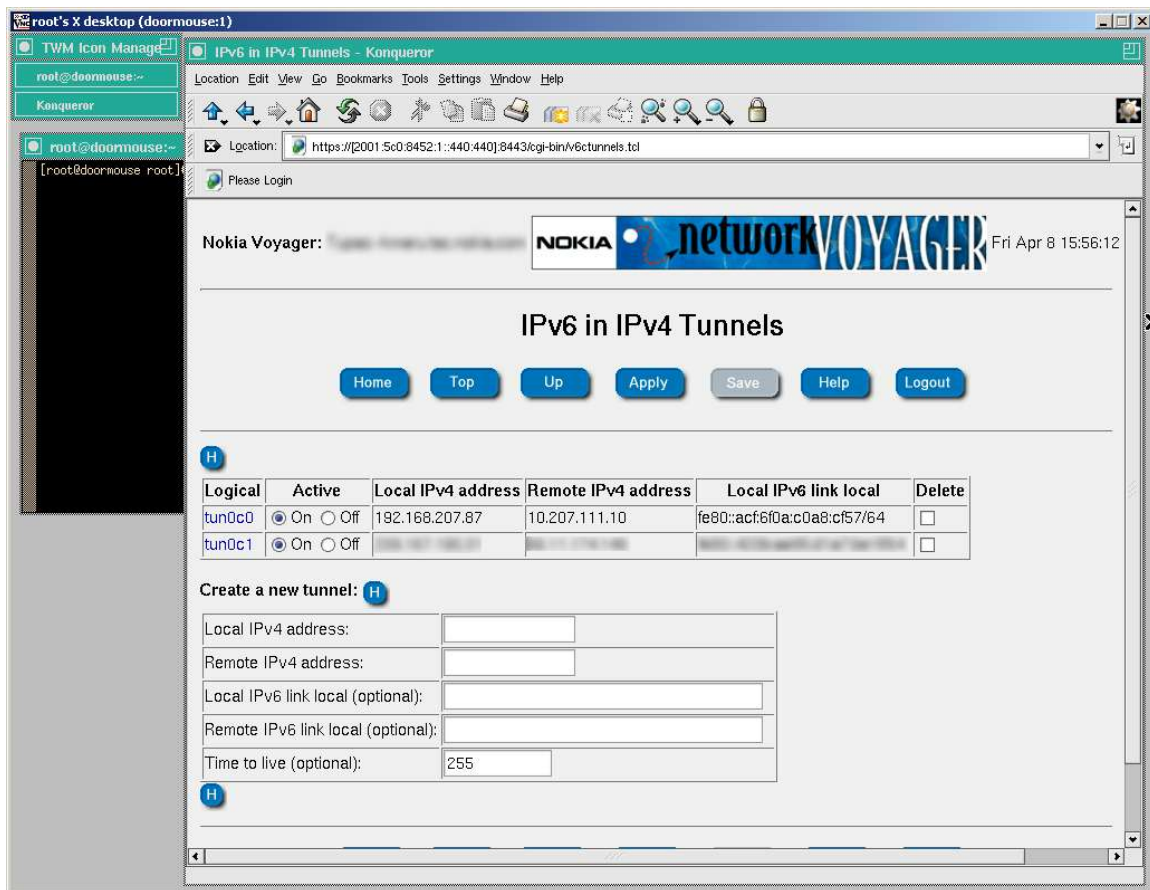 root's X desktop (doormouse:1)
TWM Icon Manage
root@doormouse:~
Konqueror
root@doormouse:~
[root@doormouse root]
IPv6 in IPv4 Tunnels - Konqueror
Location Edit View Go Bookmarks Tools Settings Window Help
Location: https://[2001:5c0:8452:1::440:440]:8443/cgi-bin/v6ctunnels.tcl
Please Login
Nokia Voyager:
NOKIA network VOYAGER
Fri Apr 8 15:56:12
IPv6 in IPv4 Tunnels
Home Top Up Apply Save Help Logout
H
Logical Active Local IPv4 address Remote IPv4 address Local IPv6 link local Delete
tun0c0 On Off 192.168.207.87 10.207.111.10 fe80::acf:6f0a:c0a8:cf57/64
tun0c1 On Off
Create a new tunnel: H
Local IPv4 address:
Remote IPv4 address:
Local IPv6 link local (optional):
Remote IPv6 link local (optional):
Time to live (optional): 255
H